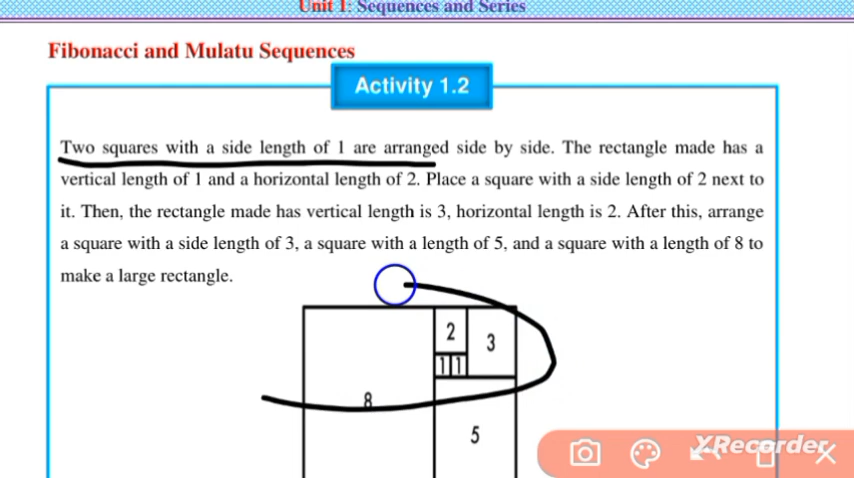 Unit 1: Sequences and Series
Fibonacci and Mulatu Sequences
Activity 1.2
Two squares with a side length of 1 are arranged side by side. The rectangle made has a
vertical length of 1 and a horizontal length of 2. Place a square with a side length of 2 next to
it. Then, the rectangle made has vertical length is 3, horizontal length is 2. After this, arrange
a square with a side length of 3, a square with a length of 5, and a square with a length of 8 to
make a large rectangle.
2
3
1 1
8
5
XRecorder